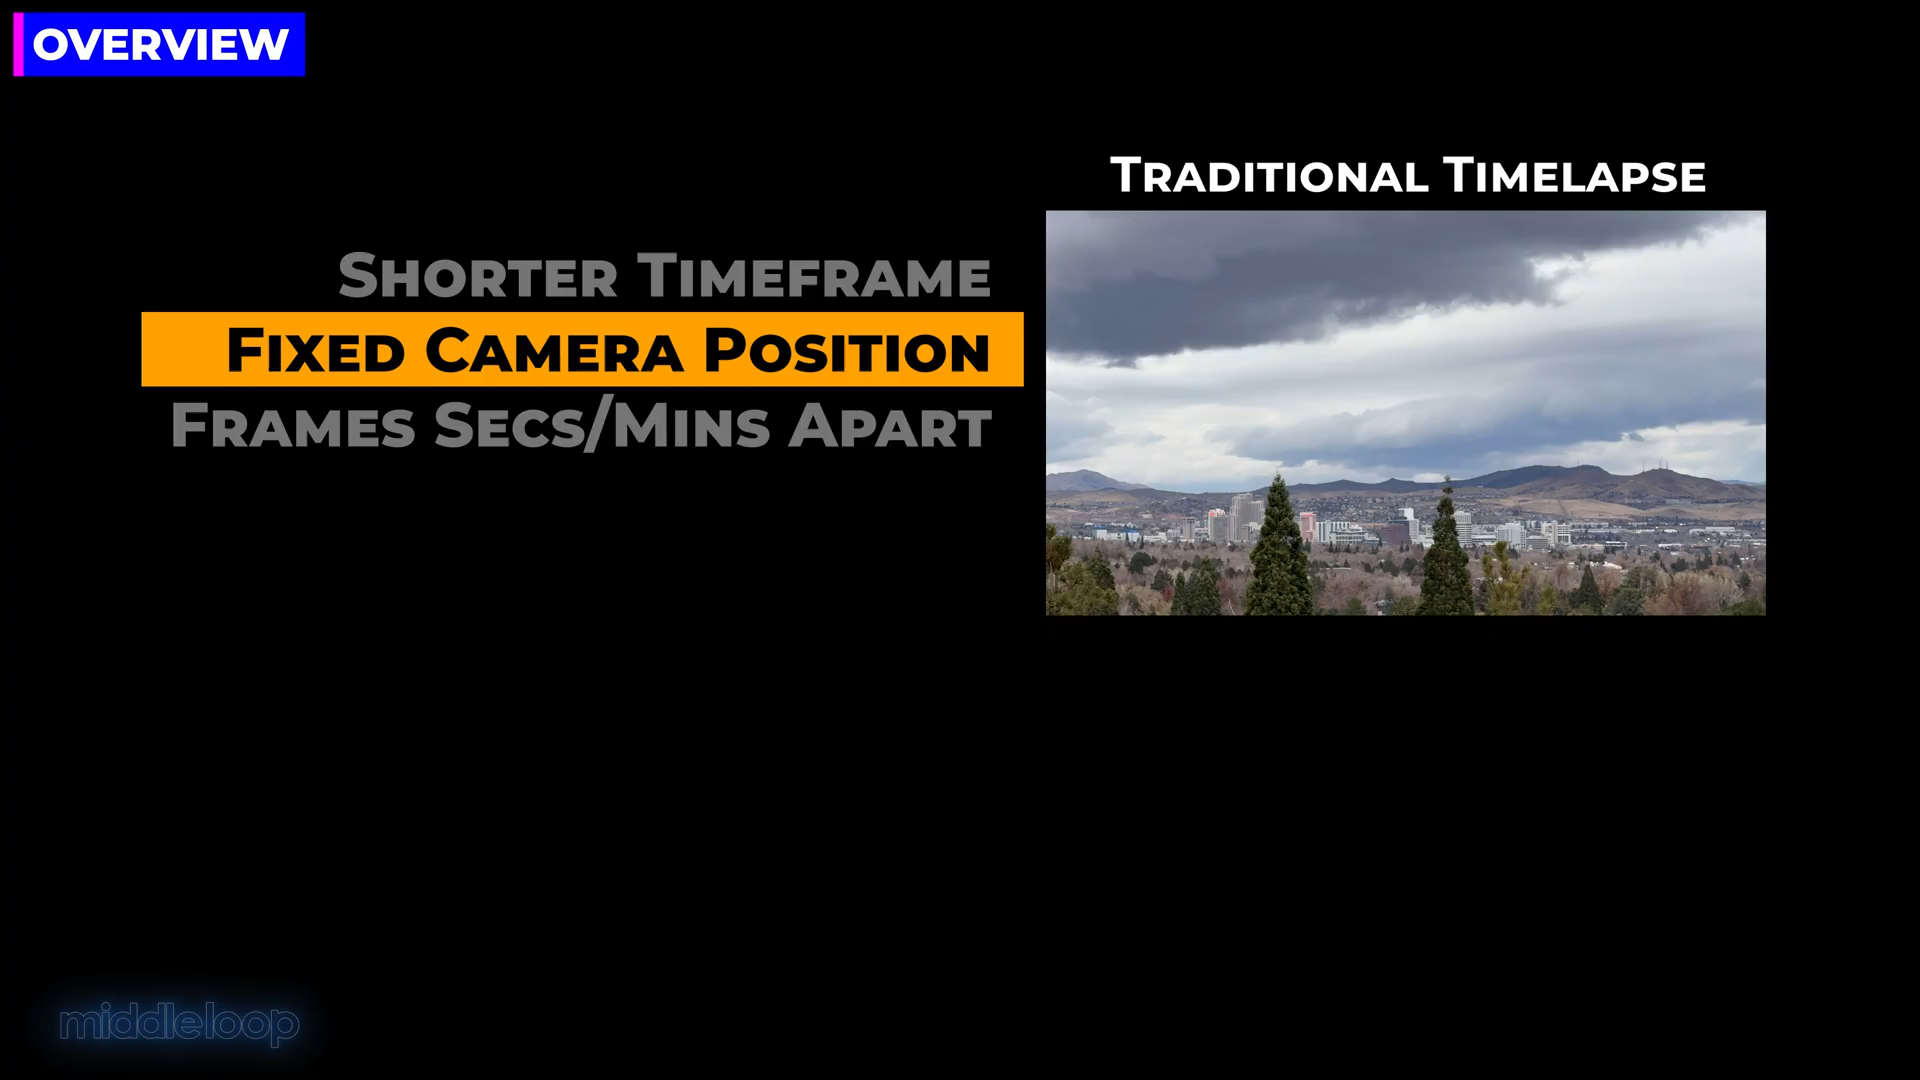 OVERVIEW
TRADITIONAL TIMELAPSE
SHORTER TIMEFRAME
FIXED CAMERA POSITION
FRAMES SECS/MINS APART
middleloop